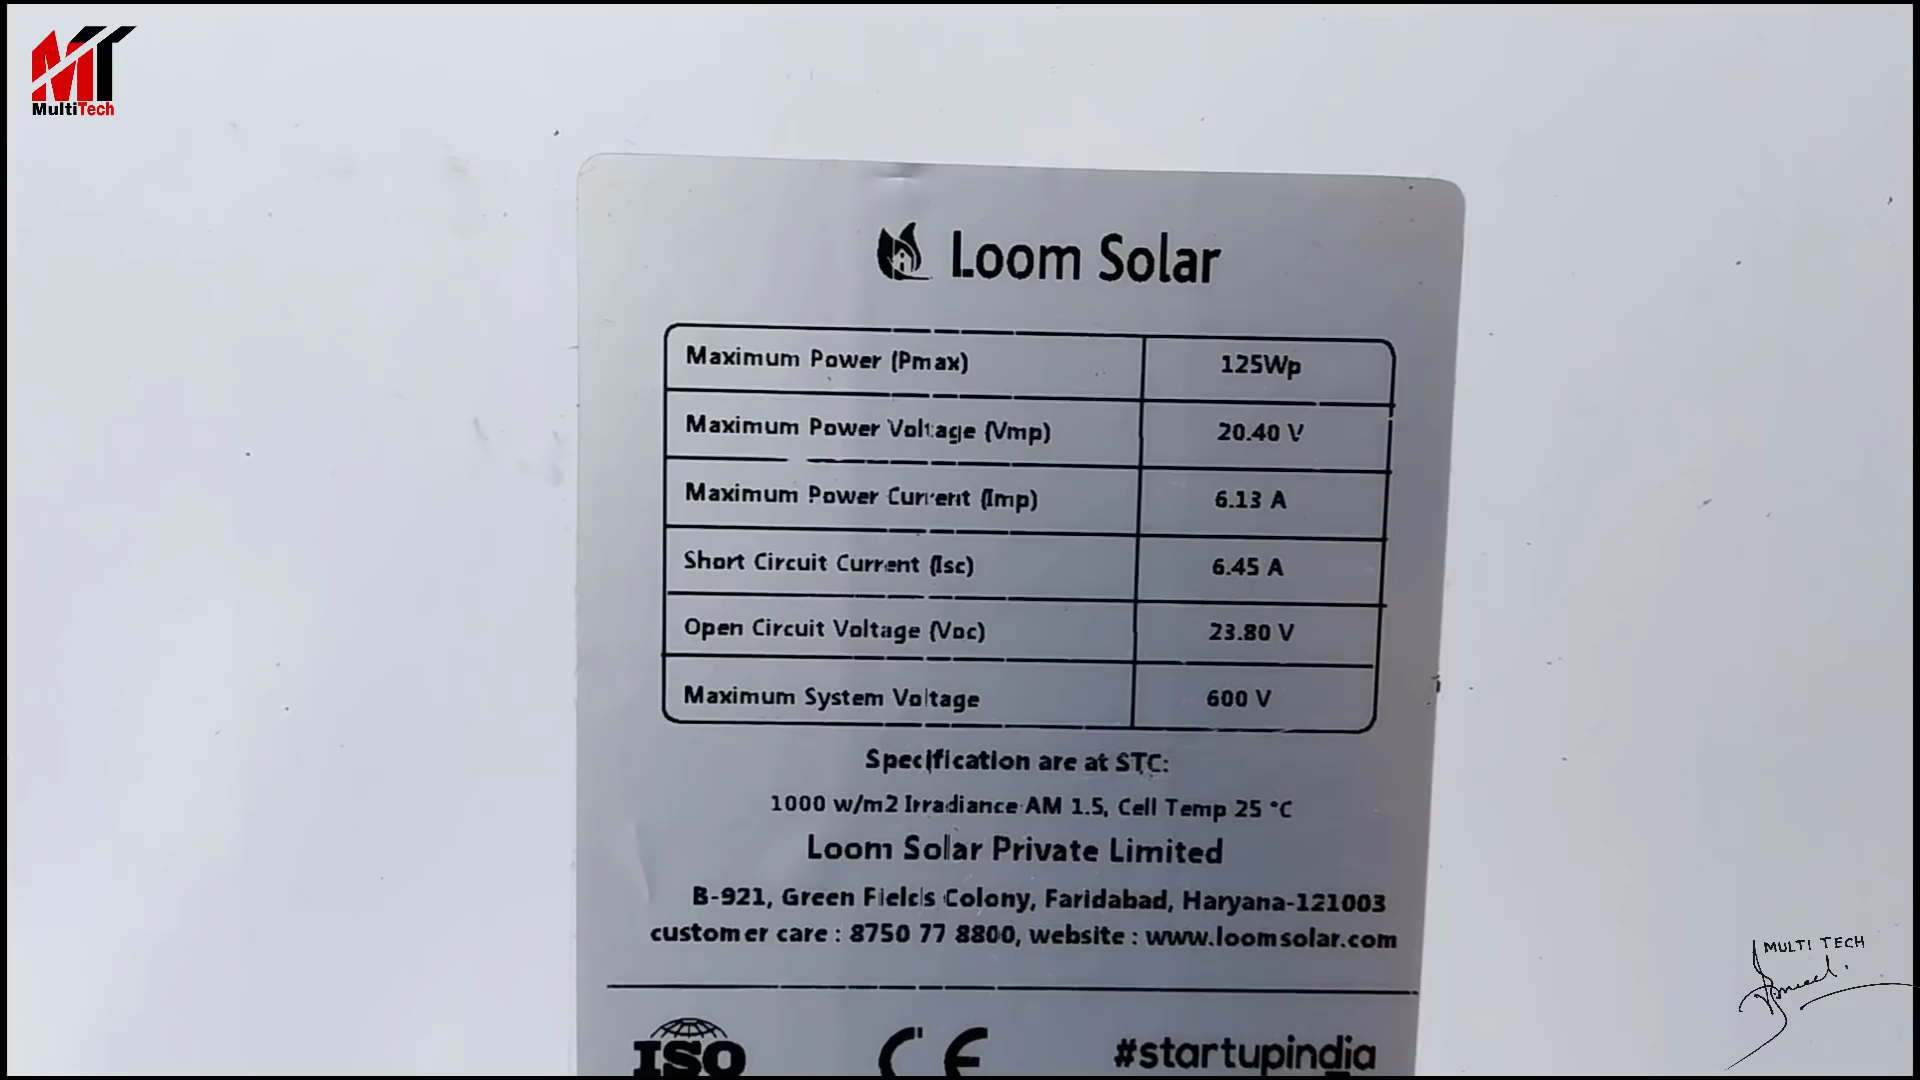 MT
MultiTech
Loom Solar
Maximum Power (Pmax) 125Wp
Maximum Power Voltage (Vmp) 20.40 V
Maximum Power Current (Imp) 6.13 A
Short Circuit Current (Isc) 6.45 A
Open Circuit Voltage (Voc) 23.80 V
Maximum System Voltage 600 V
Specification are at STC:
1000 w/m2 Irradiance AM 1.5, Cell Temp 25 °C
Loom Solar Private Limited
B-921, Green Fields Colony, Faridabad, Haryana-121003
customer care : 8750 77 8800, website : www.loomsolar.com
ISO CE #startupindia
MULTI TECH